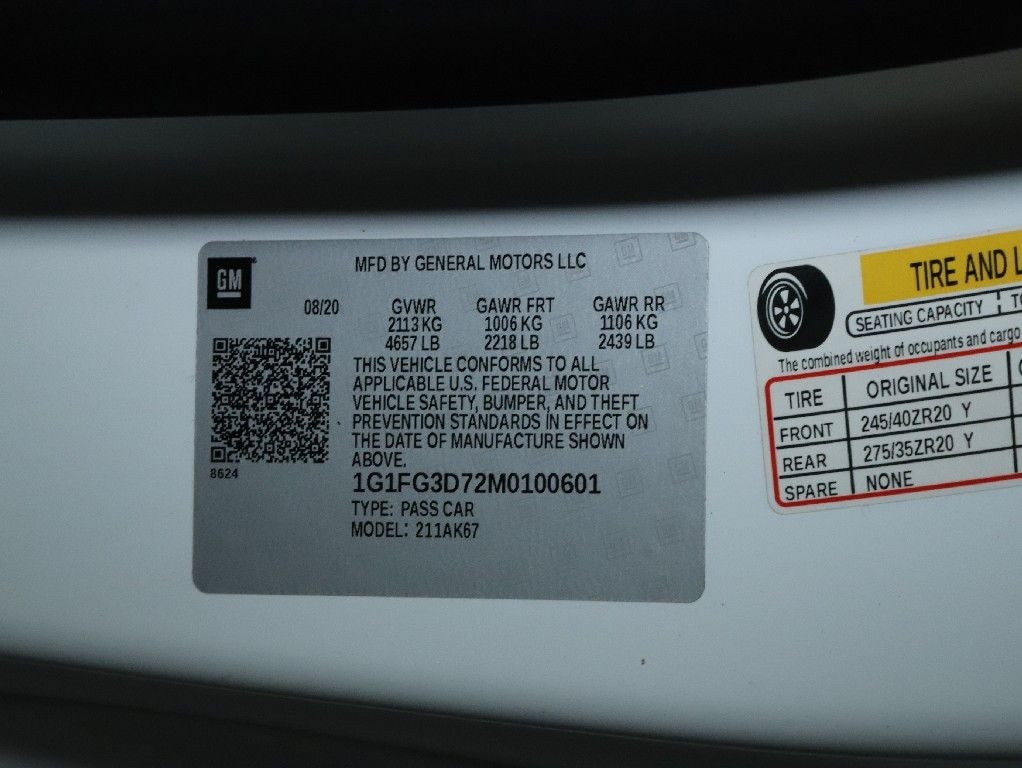 GM
MFD BY GENERAL MOTORS LLC
08/20 GVWR GAWR FRT GAWR RR
2113 KG 1006 KG 1106 KG
4657 LB 2218 LB 2439 LB
THIS VEHICLE CONFORMS TO ALL
APPLICABLE U.S. FEDERAL MOTOR
VEHICLE SAFETY, BUMPER, AND THEFT
PREVENTION STANDARDS IN EFFECT ON
THE DATE OF MANUFACTURE SHOWN
ABOVE.
8624
1G1FG3D72M0100601
TYPE: PASS CAR
MODEL: 211AK67
TIRE AND L
SEATING CAPACITY TO
The combined weight of occupants and cargo
TIRE ORIGINAL SIZE
FRONT 245/40ZR20 Y
REAR 275/35ZR20 Y
SPARE NONE